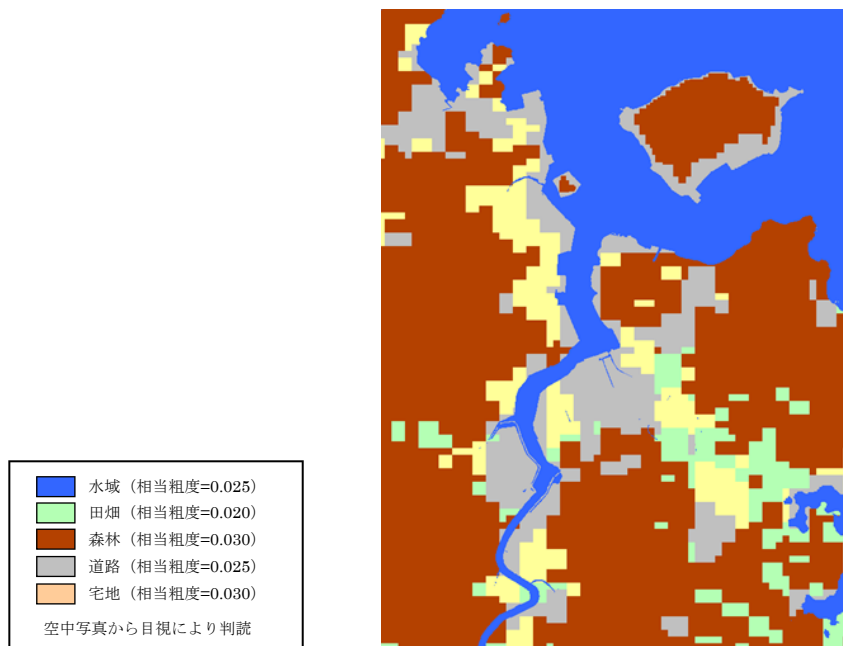 水域（相当粗度=0.025）
田畑（相当粗度=0.020）
森林（相当粗度=0.030）
道路（相当粗度=0.025）
宅地（相当粗度=0.030）
空中写真から目視により判読